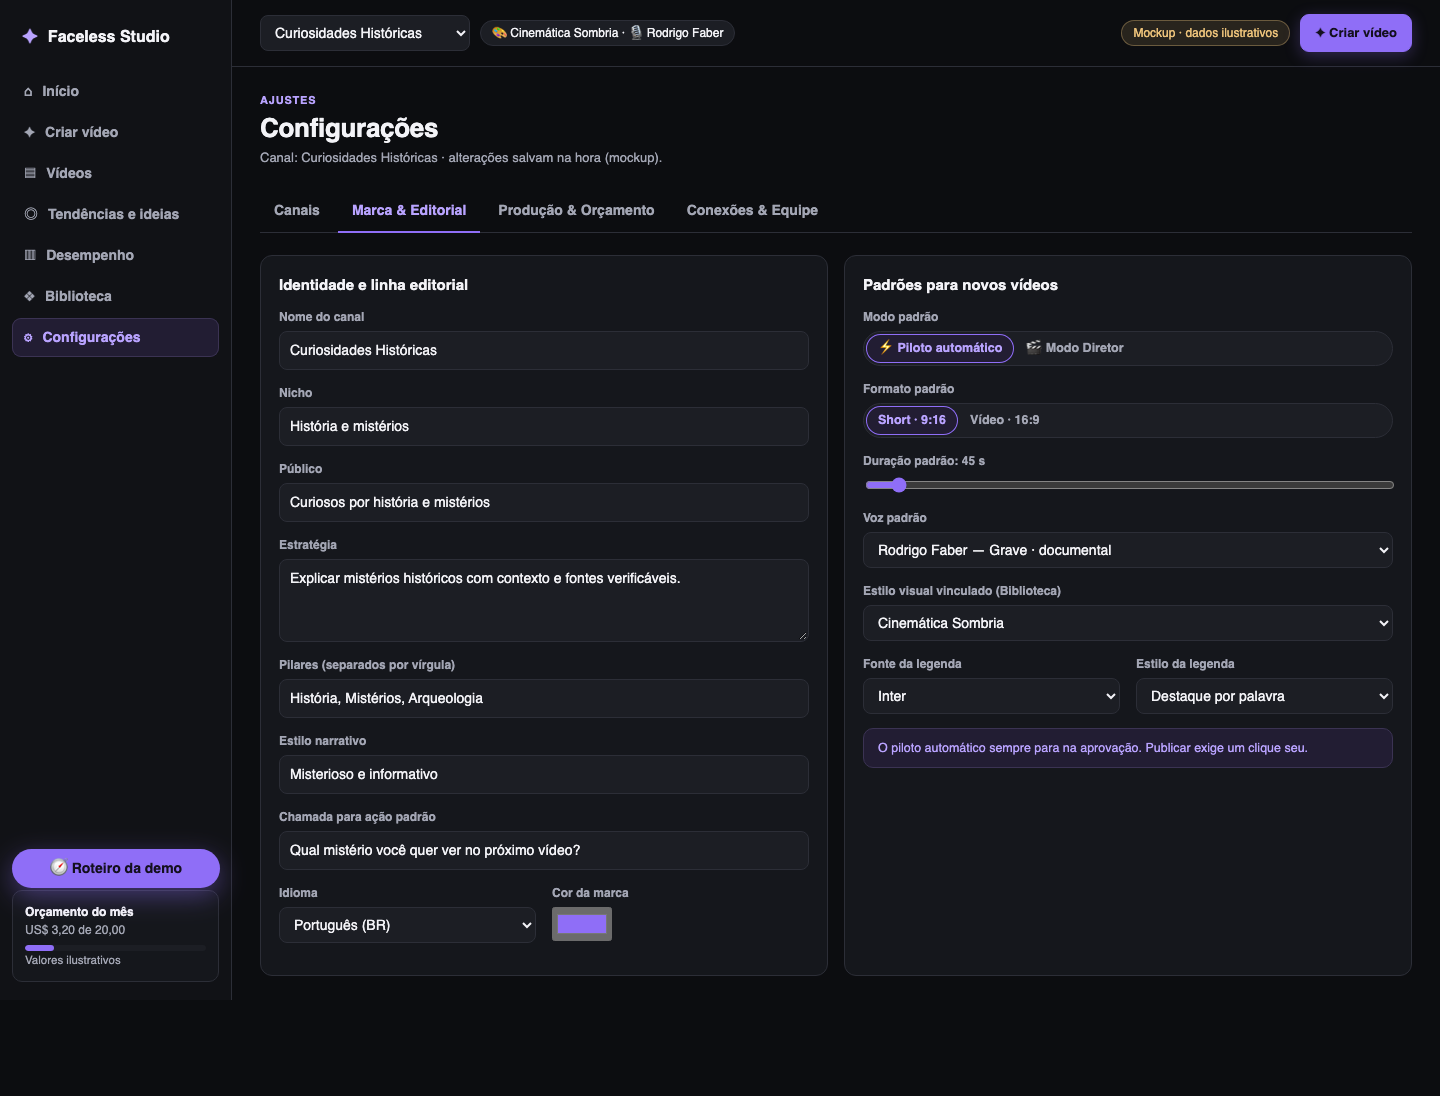 Faceless Studio
Início
Criar vídeo
Vídeos
Tendências e ideias
Desempenho
Biblioteca
Configurações
Roteiro da demo
Orçamento do mês
US$ 3,20 de 20,00
Valores ilustrativos
Curiosidades Históricas
Cinemática Sombria · Rodrigo Faber
Mockup · dados ilustrativos
Criar vídeo
AJUSTES
Configurações
Canal: Curiosidades Históricas · alterações salvam na hora (mockup).
Canais
Marca & Editorial
Produção & Orçamento
Conexões & Equipe
Identidade e linha editorial
Nome do canal
Curiosidades Históricas
Nicho
História e mistérios
Público
Curiosos por história e mistérios
Estratégia
Explicar mistérios históricos com contexto e fontes verificáveis.
Pilares (separados por vírgula)
História, Mistérios, Arqueologia
Estilo narrativo
Misterioso e informativo
Chamada para ação padrão
Qual mistério você quer ver no próximo vídeo?
Idioma
Português (BR)
Cor da marca
Padrões para novos vídeos
Modo padrão
Piloto automático
Modo Diretor
Formato padrão
Short · 9:16
Vídeo · 16:9
Duração padrão: 45 s
Voz padrão
Rodrigo Faber — Grave · documental
Estilo visual vinculado (Biblioteca)
Cinemática Sombria
Fonte da legenda
Inter
Estilo da legenda
Destaque por palavra
O piloto automático sempre para na aprovação. Publicar exige um clique seu.